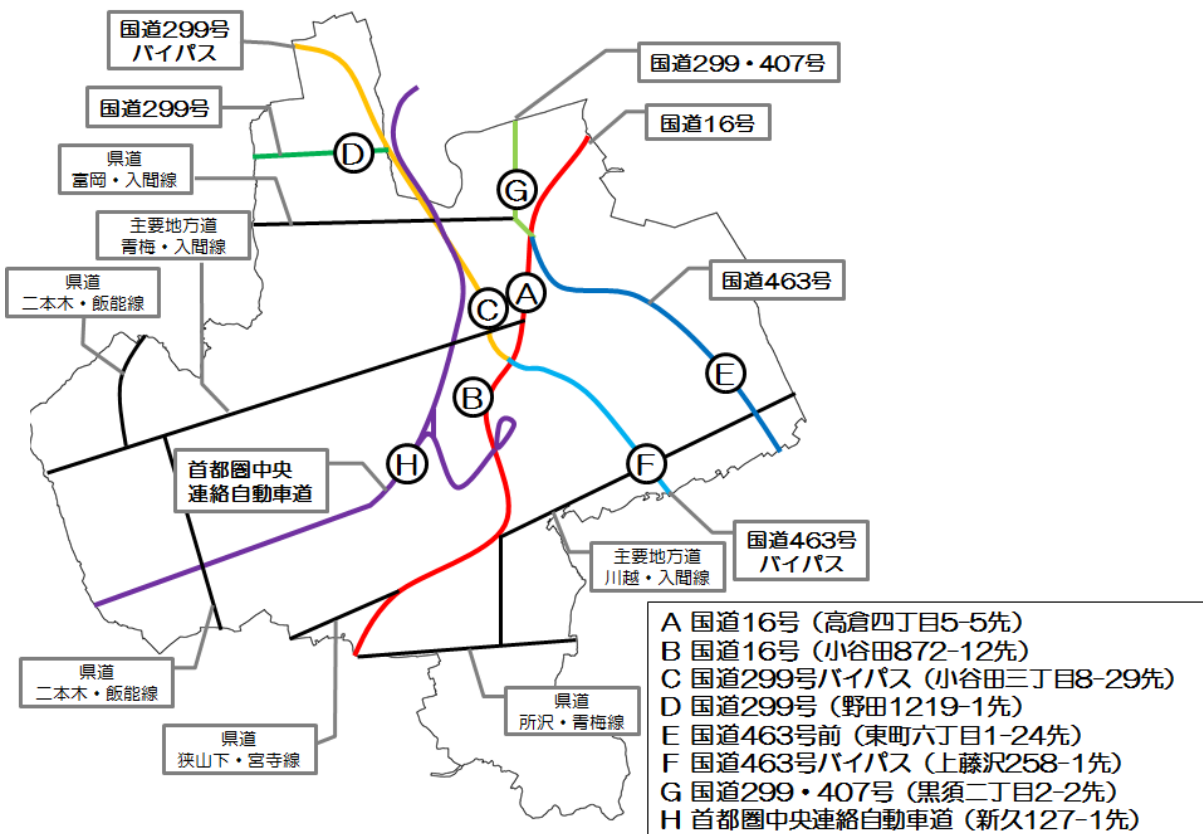 国道299号
バイパス
国道299・407号
国道299号
国道16号
県道
富岡・入間線
主要地方道
青梅・入間線
県道
二本木・飯能線
国道463号
D
G
A
C
B
E
H
F
首都圏中央
連絡自動車道
国道463号
バイパス
主要地方道
川越・入間線
県道
二本木・飯能線
県道
所沢・青梅線
県道
狭山下・宮寺線
A 国道16号（高倉四丁目5-5先）
B 国道16号（小谷田872-12先）
C 国道299号バイパス（小谷田三丁目8-29先）
D 国道299号（野田1219-1先）
E 国道463号前（東町六丁目1-24先）
F 国道463号バイパス（上藤沢258-1先）
G 国道299・407号（黒須二丁目2-2先）
H 首都圏中央連絡自動車道（新久127-1先）